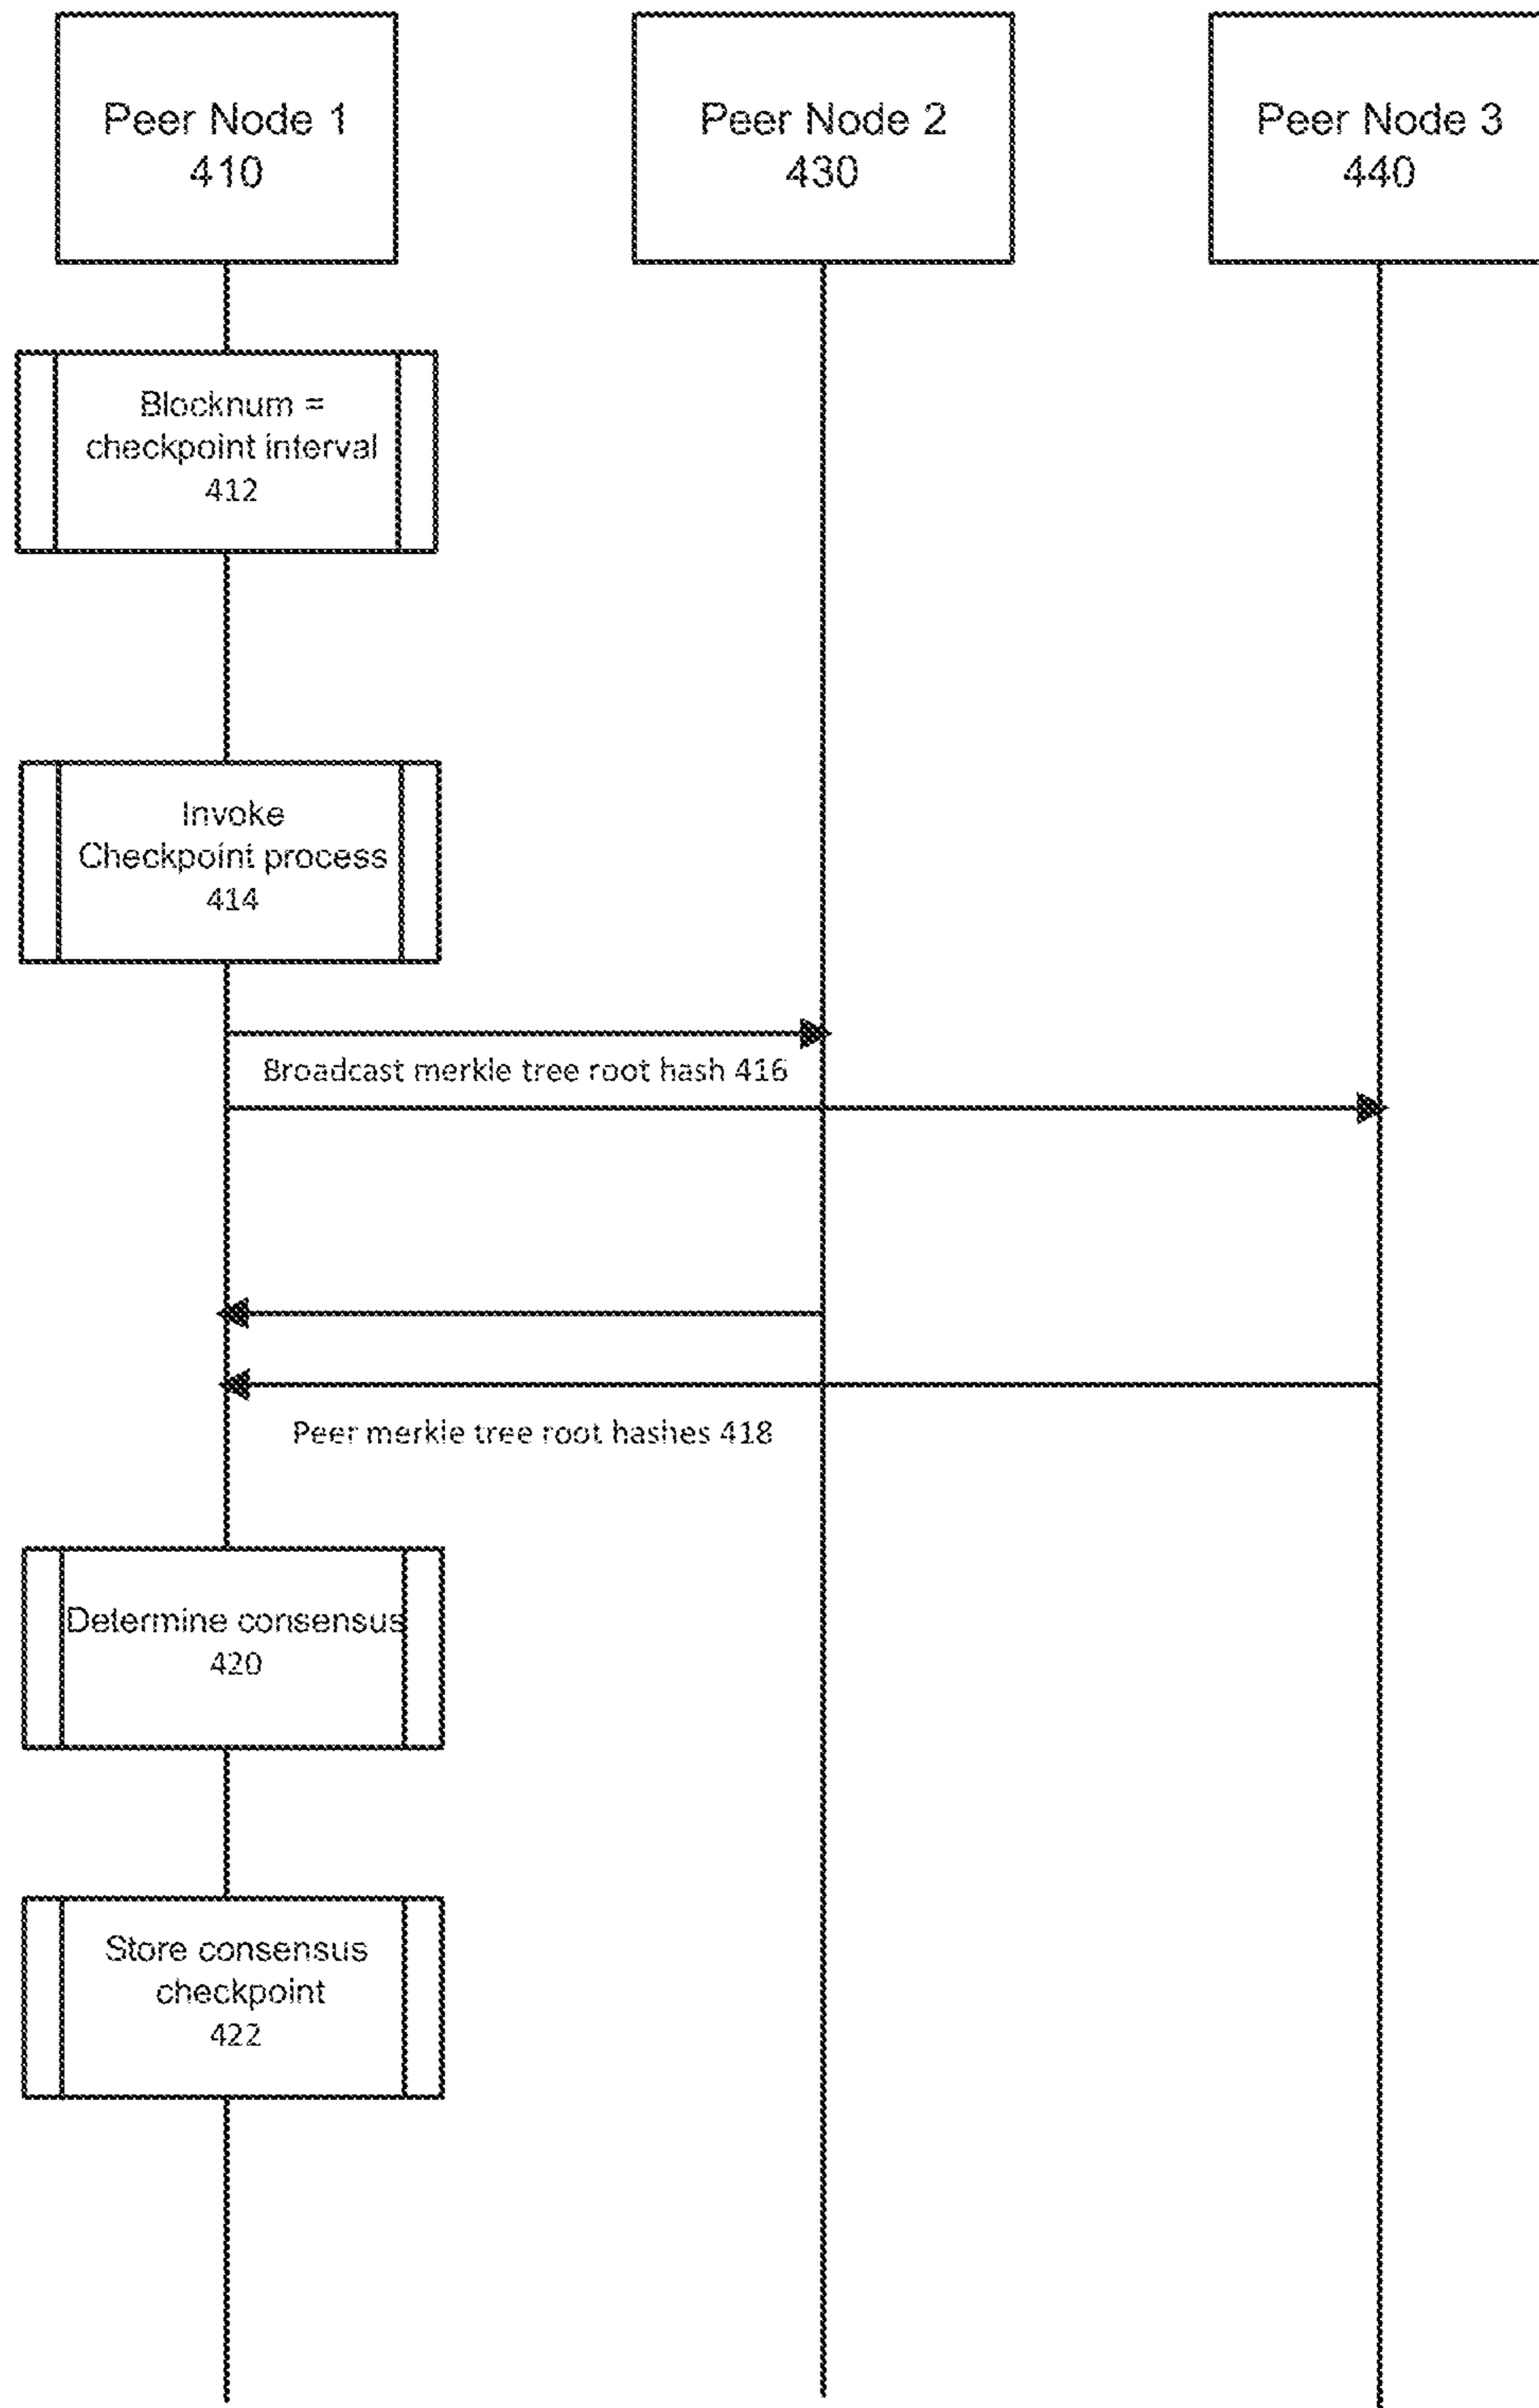 Peer Node 1
410
Peer Node 2
430
Peer Node 3
440
Blocknum =
checkpoint interval
412
Invoke
Checkpoint process
414
Broadcast merkle tree root hash 416
Peer merkle tree root hashes 418
Determine consensus
420
Store consensus
checkpoint
422